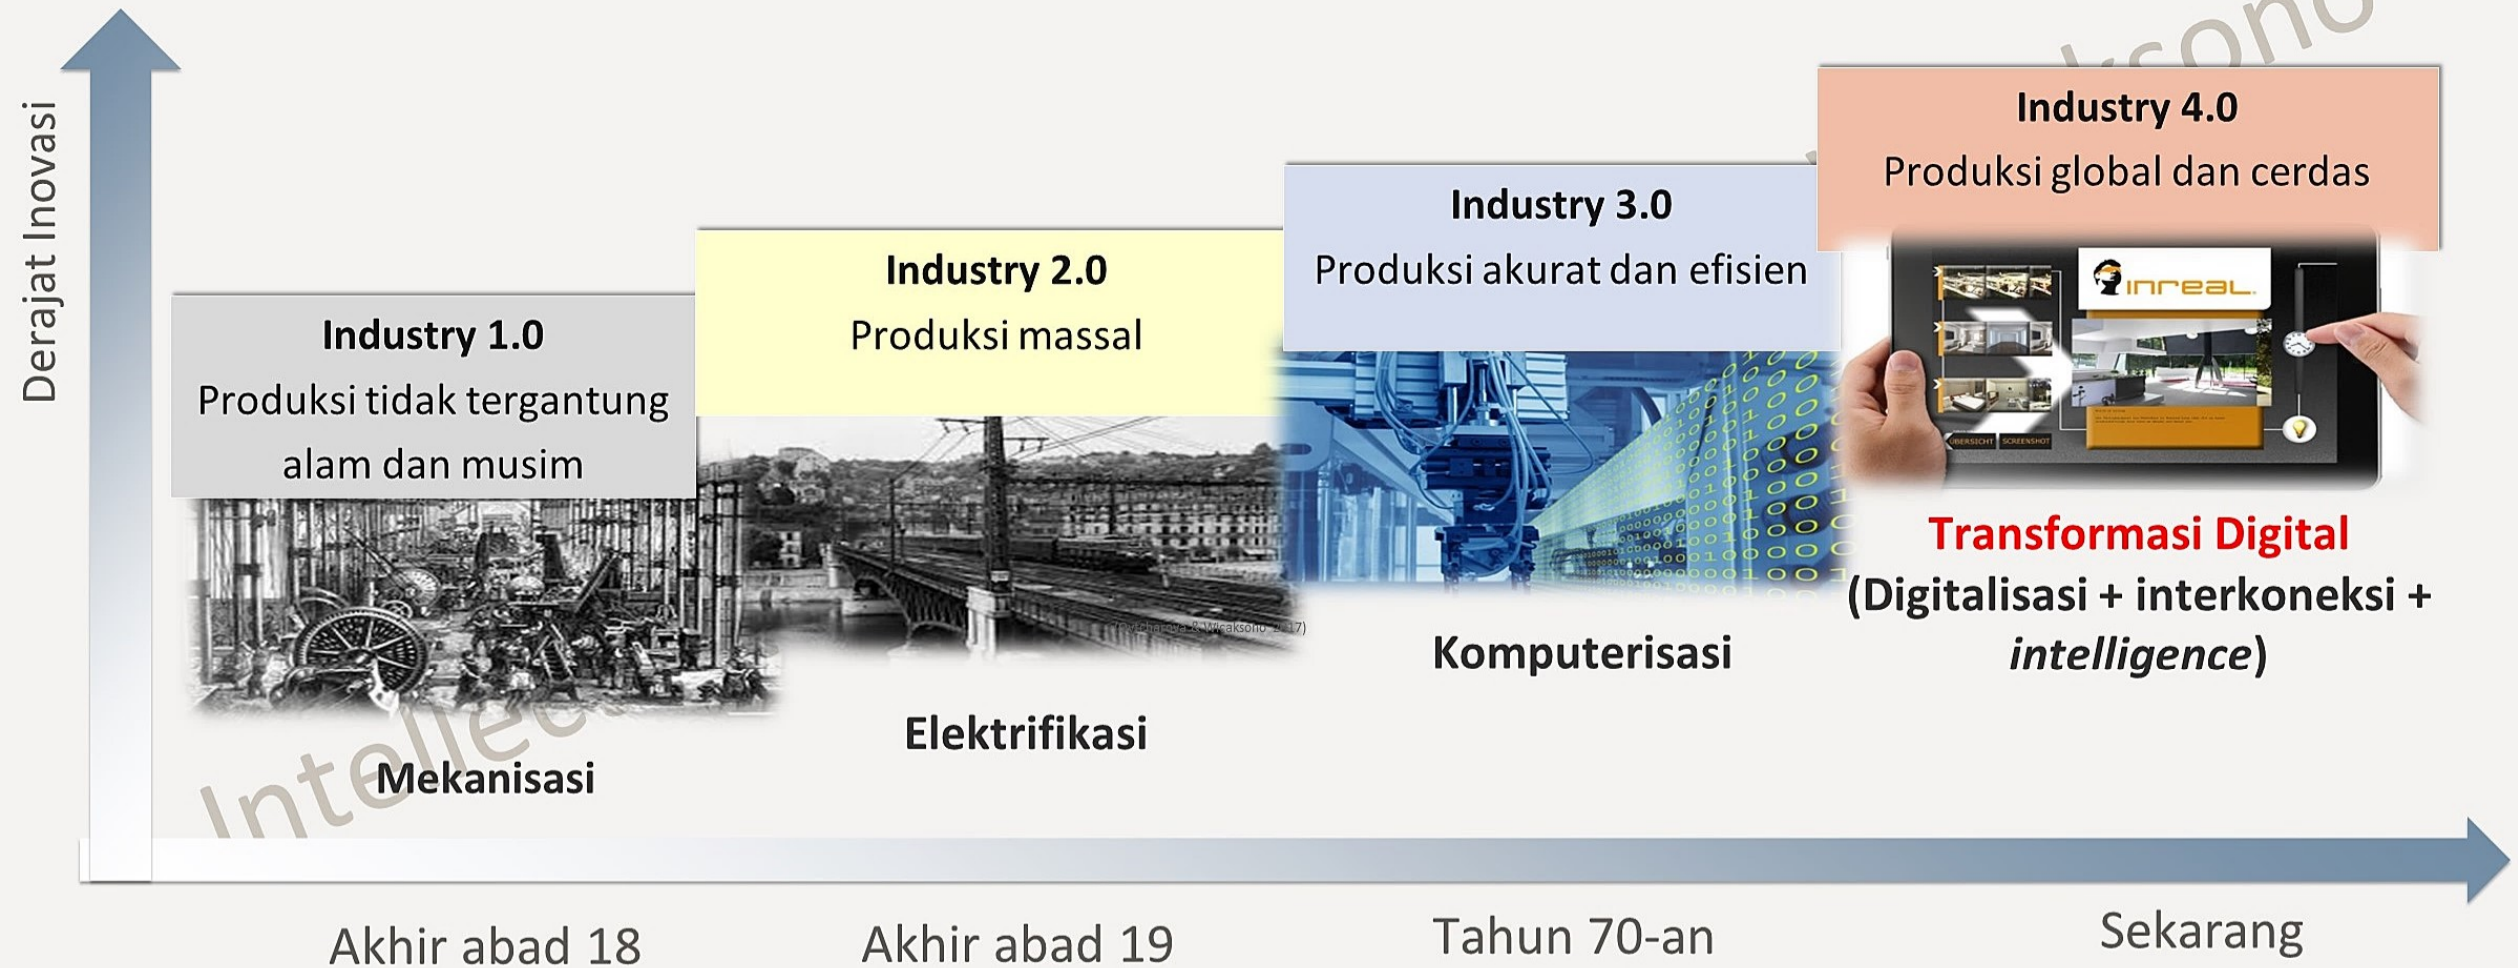 Derajat Inovasi
Industry 1.0
Produksi tidak tergantung
alam dan musim
Mekanisasi
Akhir abad 18
Industry 2.0
Produksi massal
Elektrifikasi
Akhir abad 19
Industry 3.0
Produksi akurat dan efisien
Komputerisasi
Tahun 70-an
Industry 4.0
Produksi global dan cerdas
inreal
ÜBERSICHT
SCREENSHOT
Transformasi Digital
(Digitalisasi + interkoneksi +
intelligence)
Sekarang